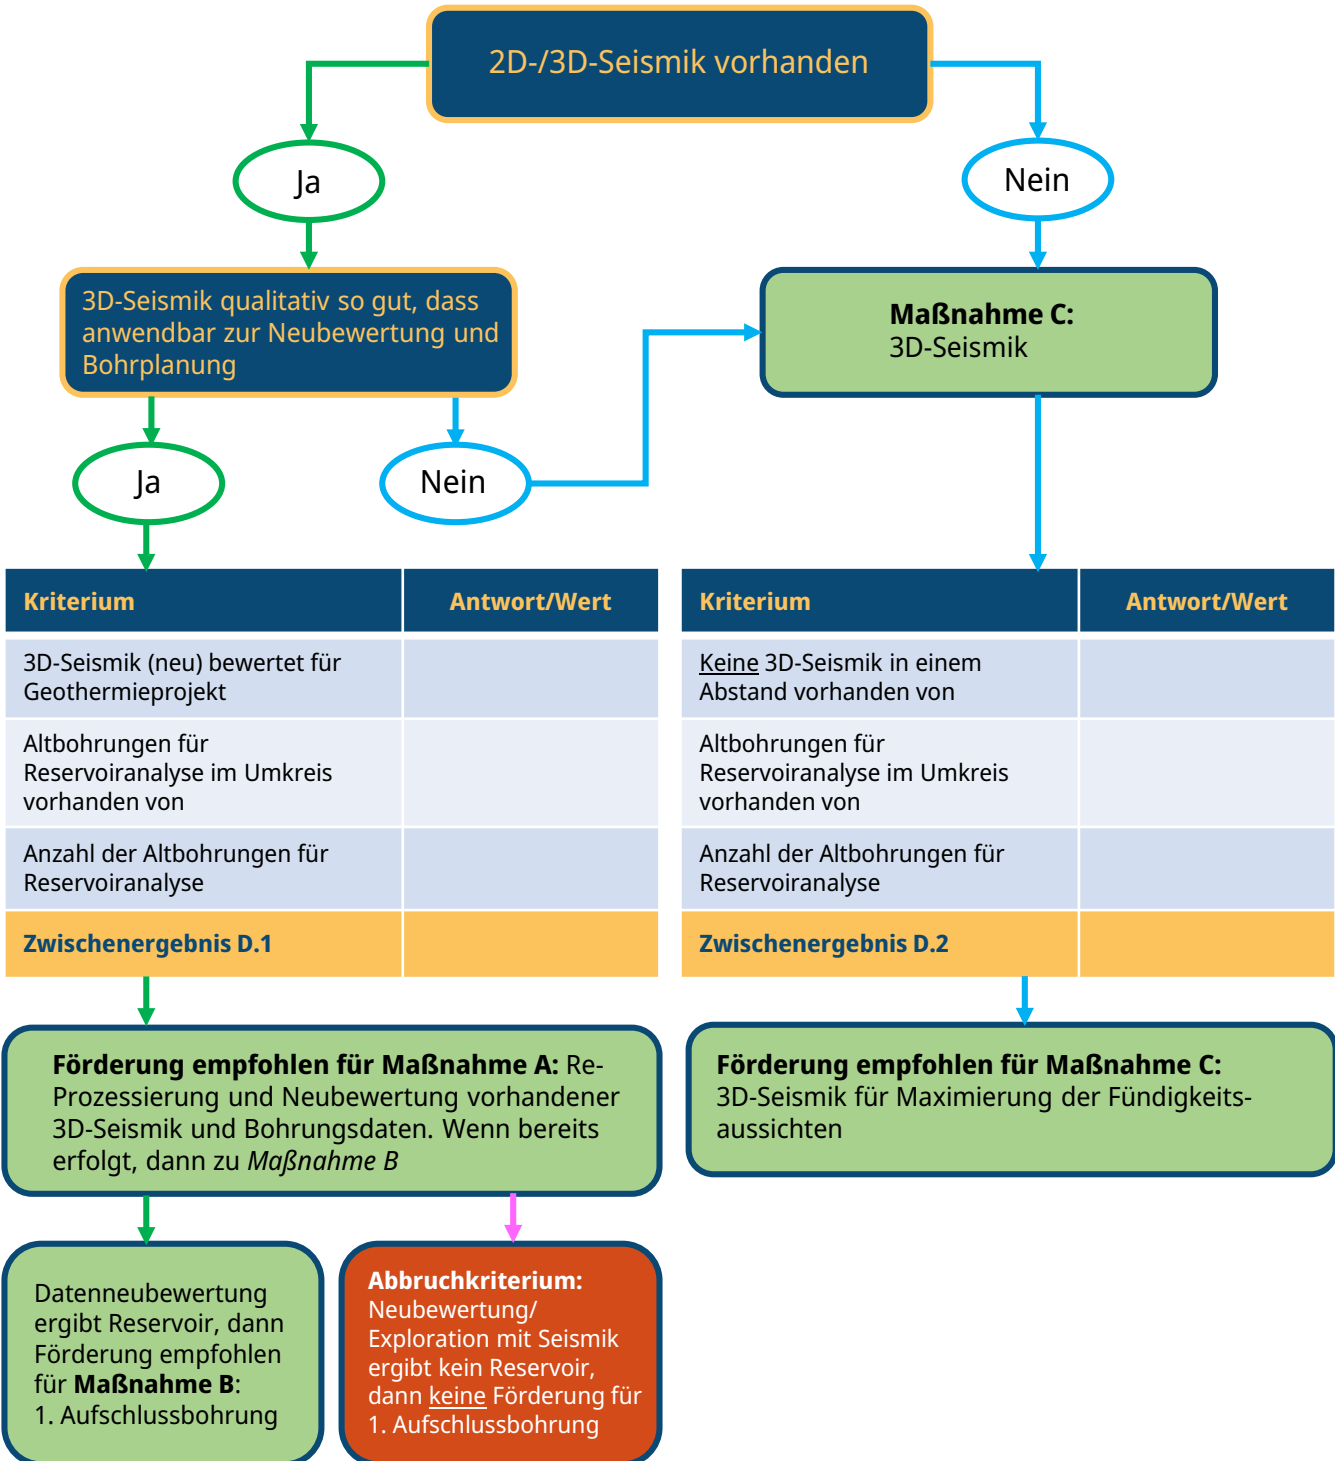 2D-/3D-Seismik vorhanden
Ja
Nein
3D-Seismik qualitativ so gut, dass
anwendbar zur Neubewertung und
Bohrplanung
Maßnahme C:
3D-Seismik
Ja
Nein
Kriterium
Antwort/Wert
3D-Seismik (neu) bewertet für
Geothermieprojekt
Altbohrungen für
Reservoiranalyse im Umkreis
vorhanden von
Anzahl der Altbohrungen für
Reservoiranalyse
Zwischenergebnis D.1
Kriterium
Antwort/Wert
Keine 3D-Seismik in einem
Abstand vorhanden von
Altbohrungen für
Reservoiranalyse im Umkreis
vorhanden von
Anzahl der Altbohrungen für
Reservoiranalyse
Zwischenergebnis D.2
Förderung empfohlen für Maßnahme A: Re-
Prozessierung und Neubewertung vorhandener
3D-Seismik und Bohrungsdaten. Wenn bereits
erfolgt, dann zu Maßnahme B
Förderung empfohlen für Maßnahme C:
3D-Seismik für Maximierung der Fündigkeits-
aussichten
Datenneubewertung
ergibt Reservoir, dann
Förderung empfohlen
für Maßnahme B:
1. Aufschlussbohrung
Abbruchkriterium:
Neubewertung/
Exploration mit Seismik
ergibt kein Reservoir,
dann keine Förderung für
1. Aufschlussbohrung